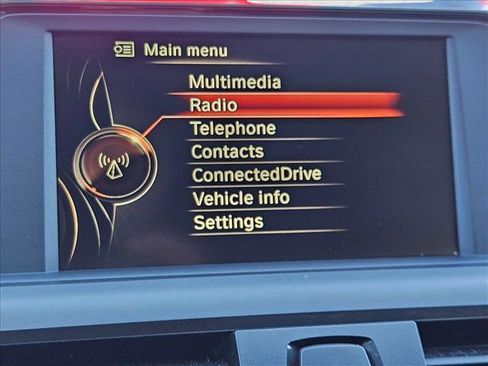 Main menu
Multimedia
Radio
Telephone
Contacts
ConnectedDrive
Vehicle info
Settings